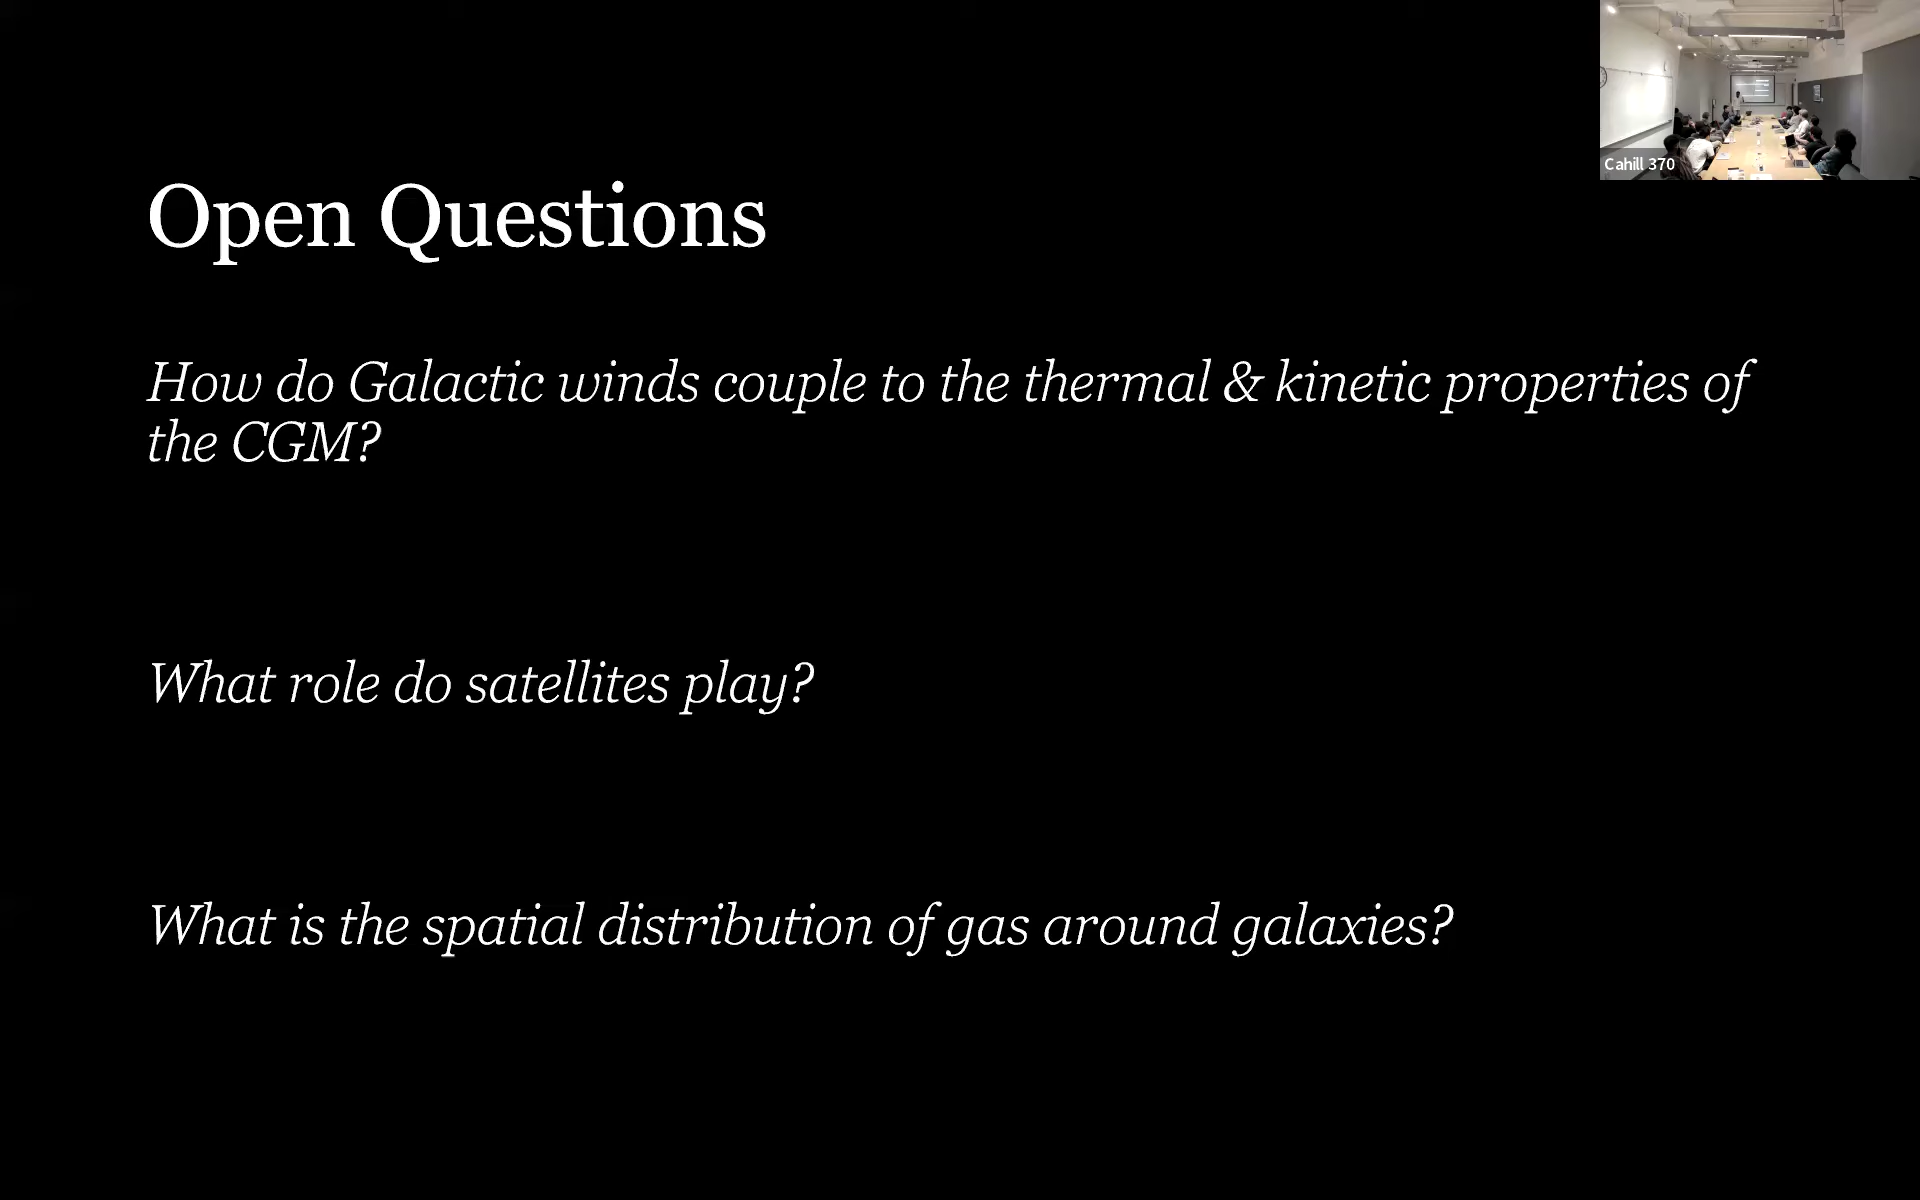 Open Questions
How do Galactic winds couple to the thermal & kinetic properties of
the CGM?
What role do satellites play?
What is the spatial distribution of gas around galaxies?
Cahill 370